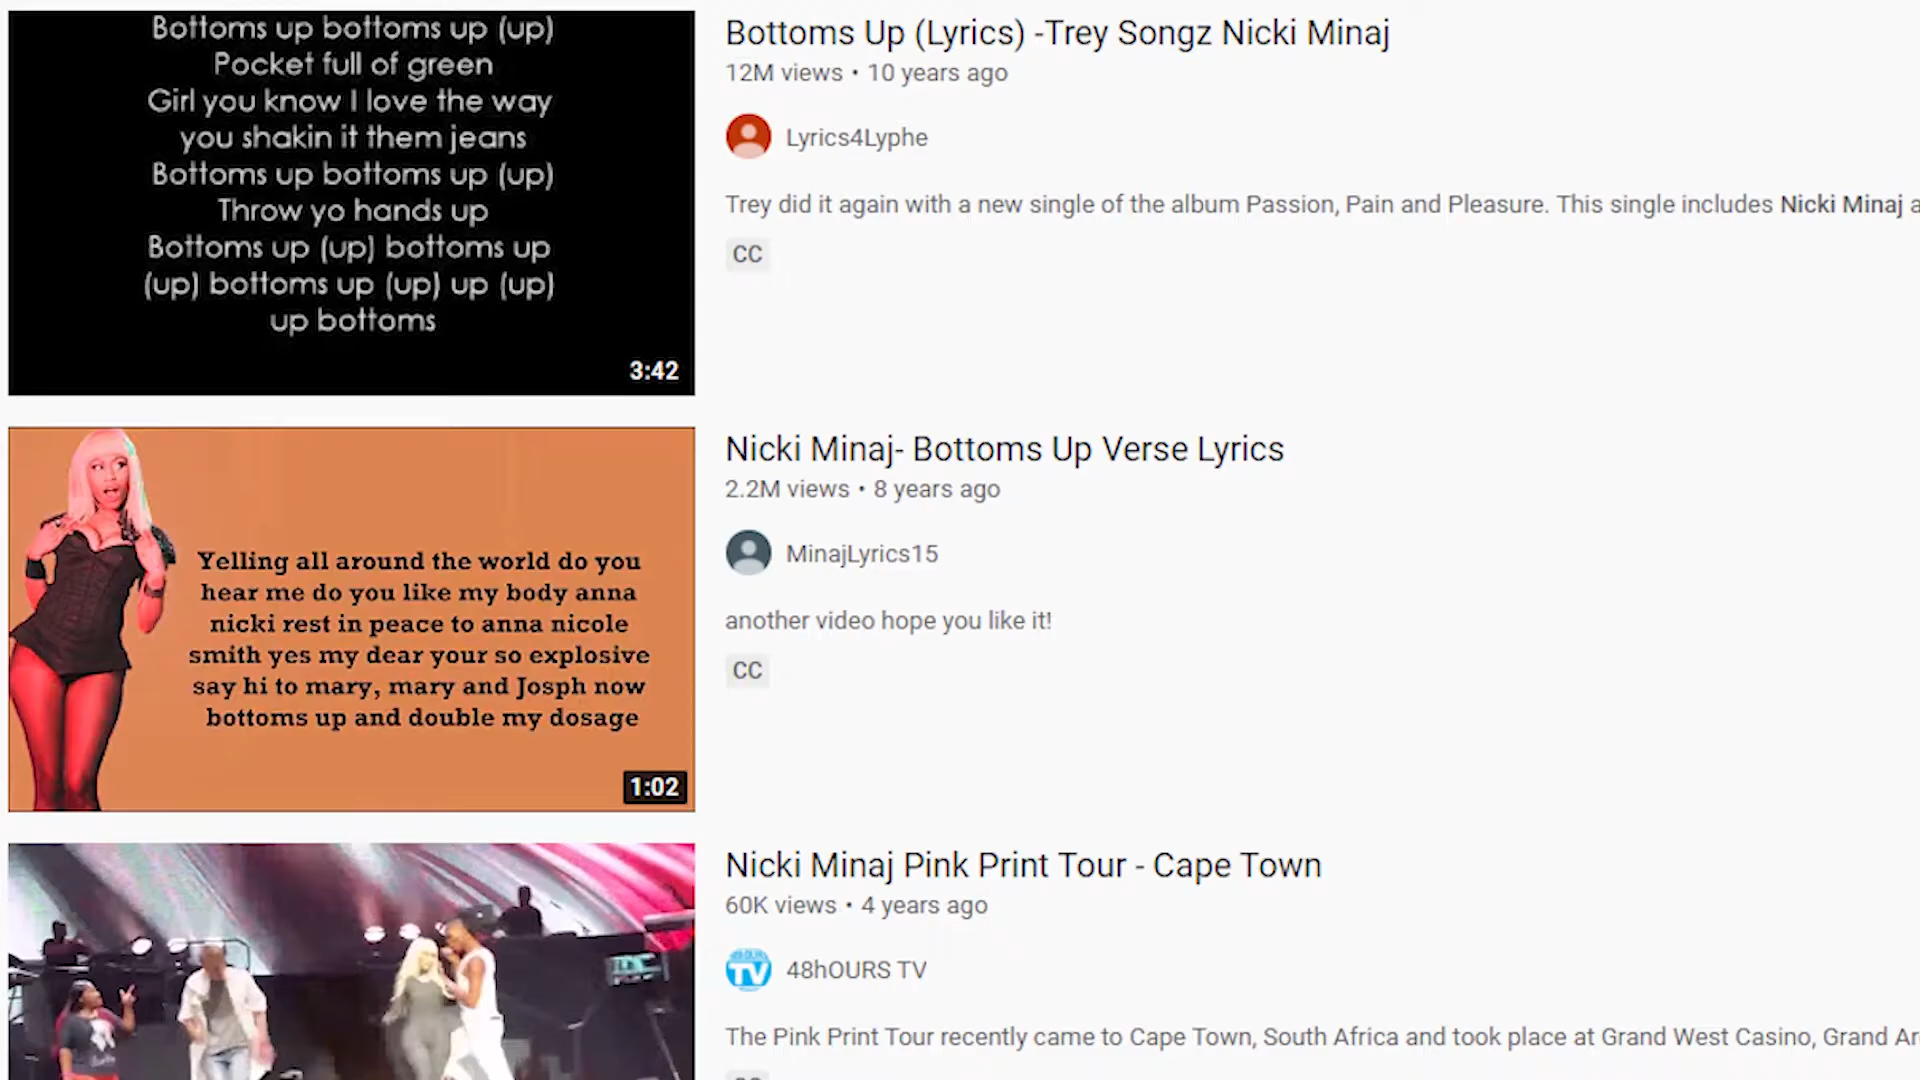 Bottoms up bottoms up (up)
Pocket full of green
Girl you know I love the way
you shakin it them jeans
Bottoms up bottoms up (up)
Throw yo hands up
Bottoms up (up) bottoms up
(up) bottoms up (up) up (up)
up bottoms
3:42
Bottoms Up (Lyrics) -Trey Songz Nicki Minaj
12M views • 10 years ago
Lyrics4Lyphe
Trey did it again with a new single of the album Passion, Pain and Pleasure. This single includes Nicki Minaj a
CC
Yelling all around the world do you
hear me do you like my body anna
nicki rest in peace to anna nicole
smith yes my dear your so explosive
say hi to mary, mary and Josph now
bottoms up and double my dosage
1:02
Nicki Minaj- Bottoms Up Verse Lyrics
2.2M views • 8 years ago
MinajLyrics15
another video hope you like it!
CC
Nicki Minaj Pink Print Tour - Cape Town
60K views • 4 years ago
TV
48hOURS TV
The Pink Print Tour recently came to Cape Town, South Africa and took place at Grand West Casino, Grand Ar